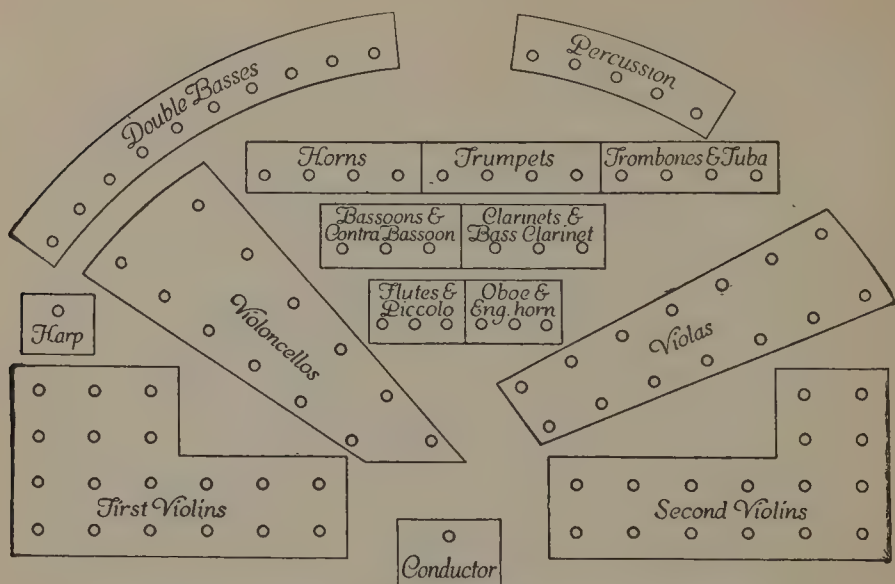 Double Basses
Percussion
Horns
Trumpets
Trombones & Tuba
Bassoons &
Contra Bassoon
Clarinets &
Bass Clarinet
Flutes &
Piccolo
Oboe &
Eng. horn
Harp
Violoncellos
Violas
First Violins
Second Violins
Conductor